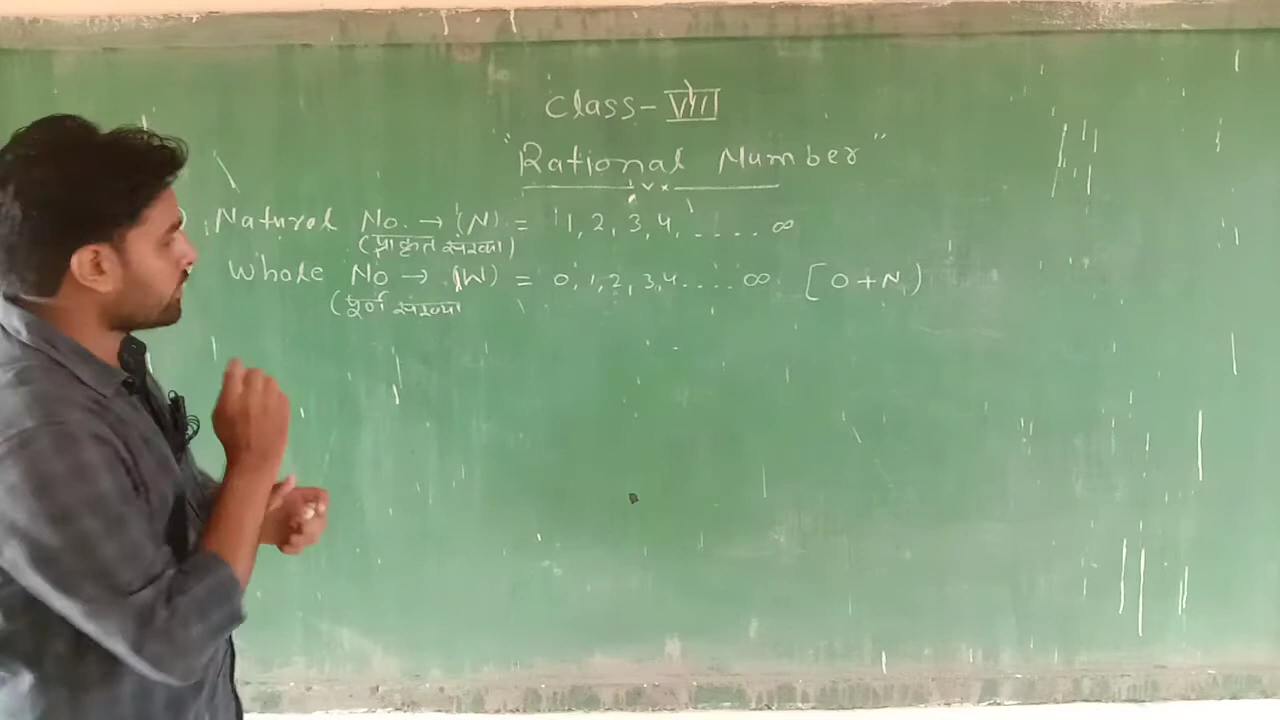 Class-VIII
"Rational Number"
) Natural No. → (N) = 1, 2, 3, 4, ..... ∞
(प्राकृत संख्या)
Whole No → (W) = 0, 1, 2, 3, 4..... ∞ [0+N)
(पूर्ण संख्या